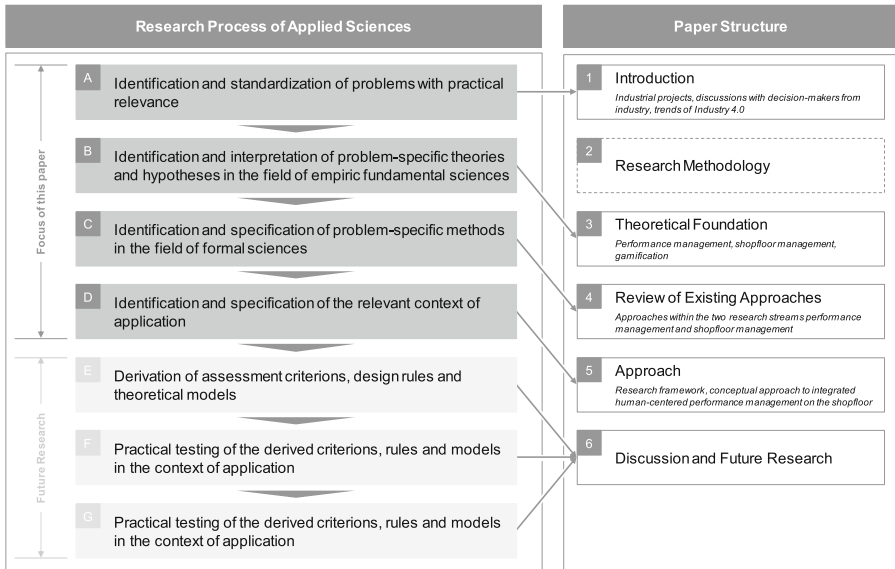 Research Process of Applied Sciences
Focus of this paper
A
Identification and standardization of problems with practical
relevance
B
Identification and interpretation of problem-specific theories
and hypotheses in the field of empiric fundamental sciences
C
Identification and specification of problem-specific methods
in the field of formal sciences
D
Identification and specification of the relevant context of
application
Future Research
E
Derivation of assessment criterions, design rules and
theoretical models
F
Practical testing of the derived criterions, rules and models
in the context of application
G
Practical testing of the derived criterions, rules and models
in the context of application
Paper Structure
1
Introduction
Industrial projects, discussions with decision-makers from
industry, trends of Industry 4.0
2
Research Methodology
3
Theoretical Foundation
Performance management, shopfloor management,
gamification
4
Review of Existing Approaches
Approaches within the two research streams performance
management and shopfloor management
5
Approach
Research framework, conceptual approach to integrated
human-centered performance management on the shopfloor
6
Discussion and Future Research